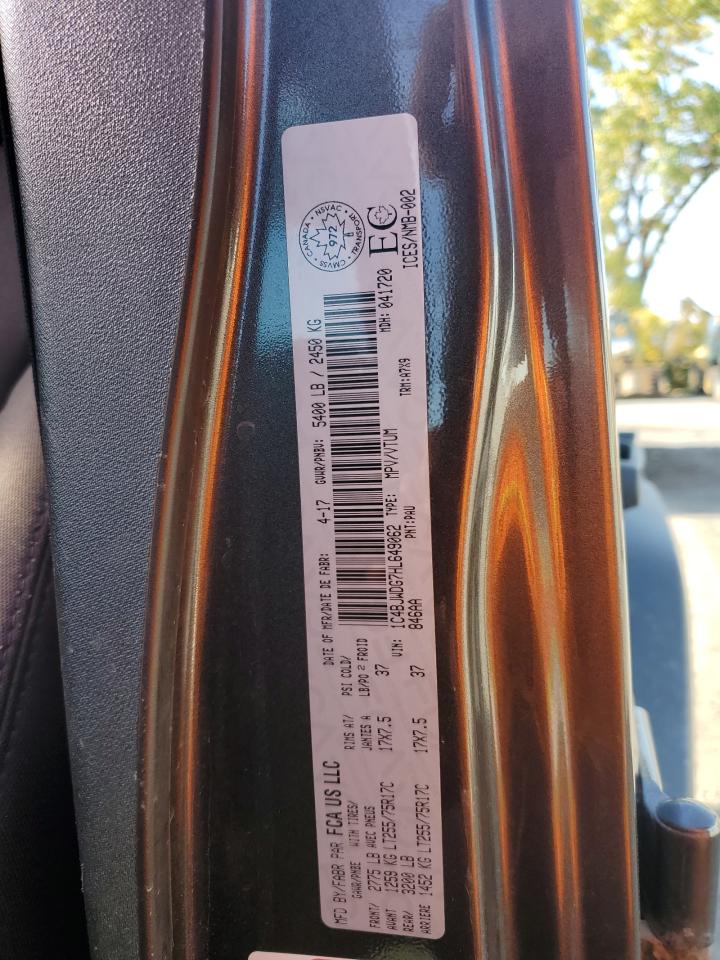 MFD BY/FABR PAR FCA US LLC
DATE OF MFR/DATE DE FABR: 4-17 GVWR/PNBV: 5400 LB / 2450 KG
GAWR/PNBE WITH TIRES/ RIMS AT/ PSI COLD/
AVEC PNEUS JANTES A LB/PO 2 FROID
FRONT/ 2775 LB
AVANT 1259 KG LT255/75R17C 17X7.5 37
REAR/ 3200 LB
ARRIERE 1452 KG LT255/75R17C 17X7.5 37
CANADA • NSVAC • TRANSPORT • CMVSS •
972
MDH: 041720
VIN: 1C4BJWDG7HL649062 TYPE: MPV/VTUM TRM:A7X9
846AA PNT:PAU
EC
ICES/NMB-002